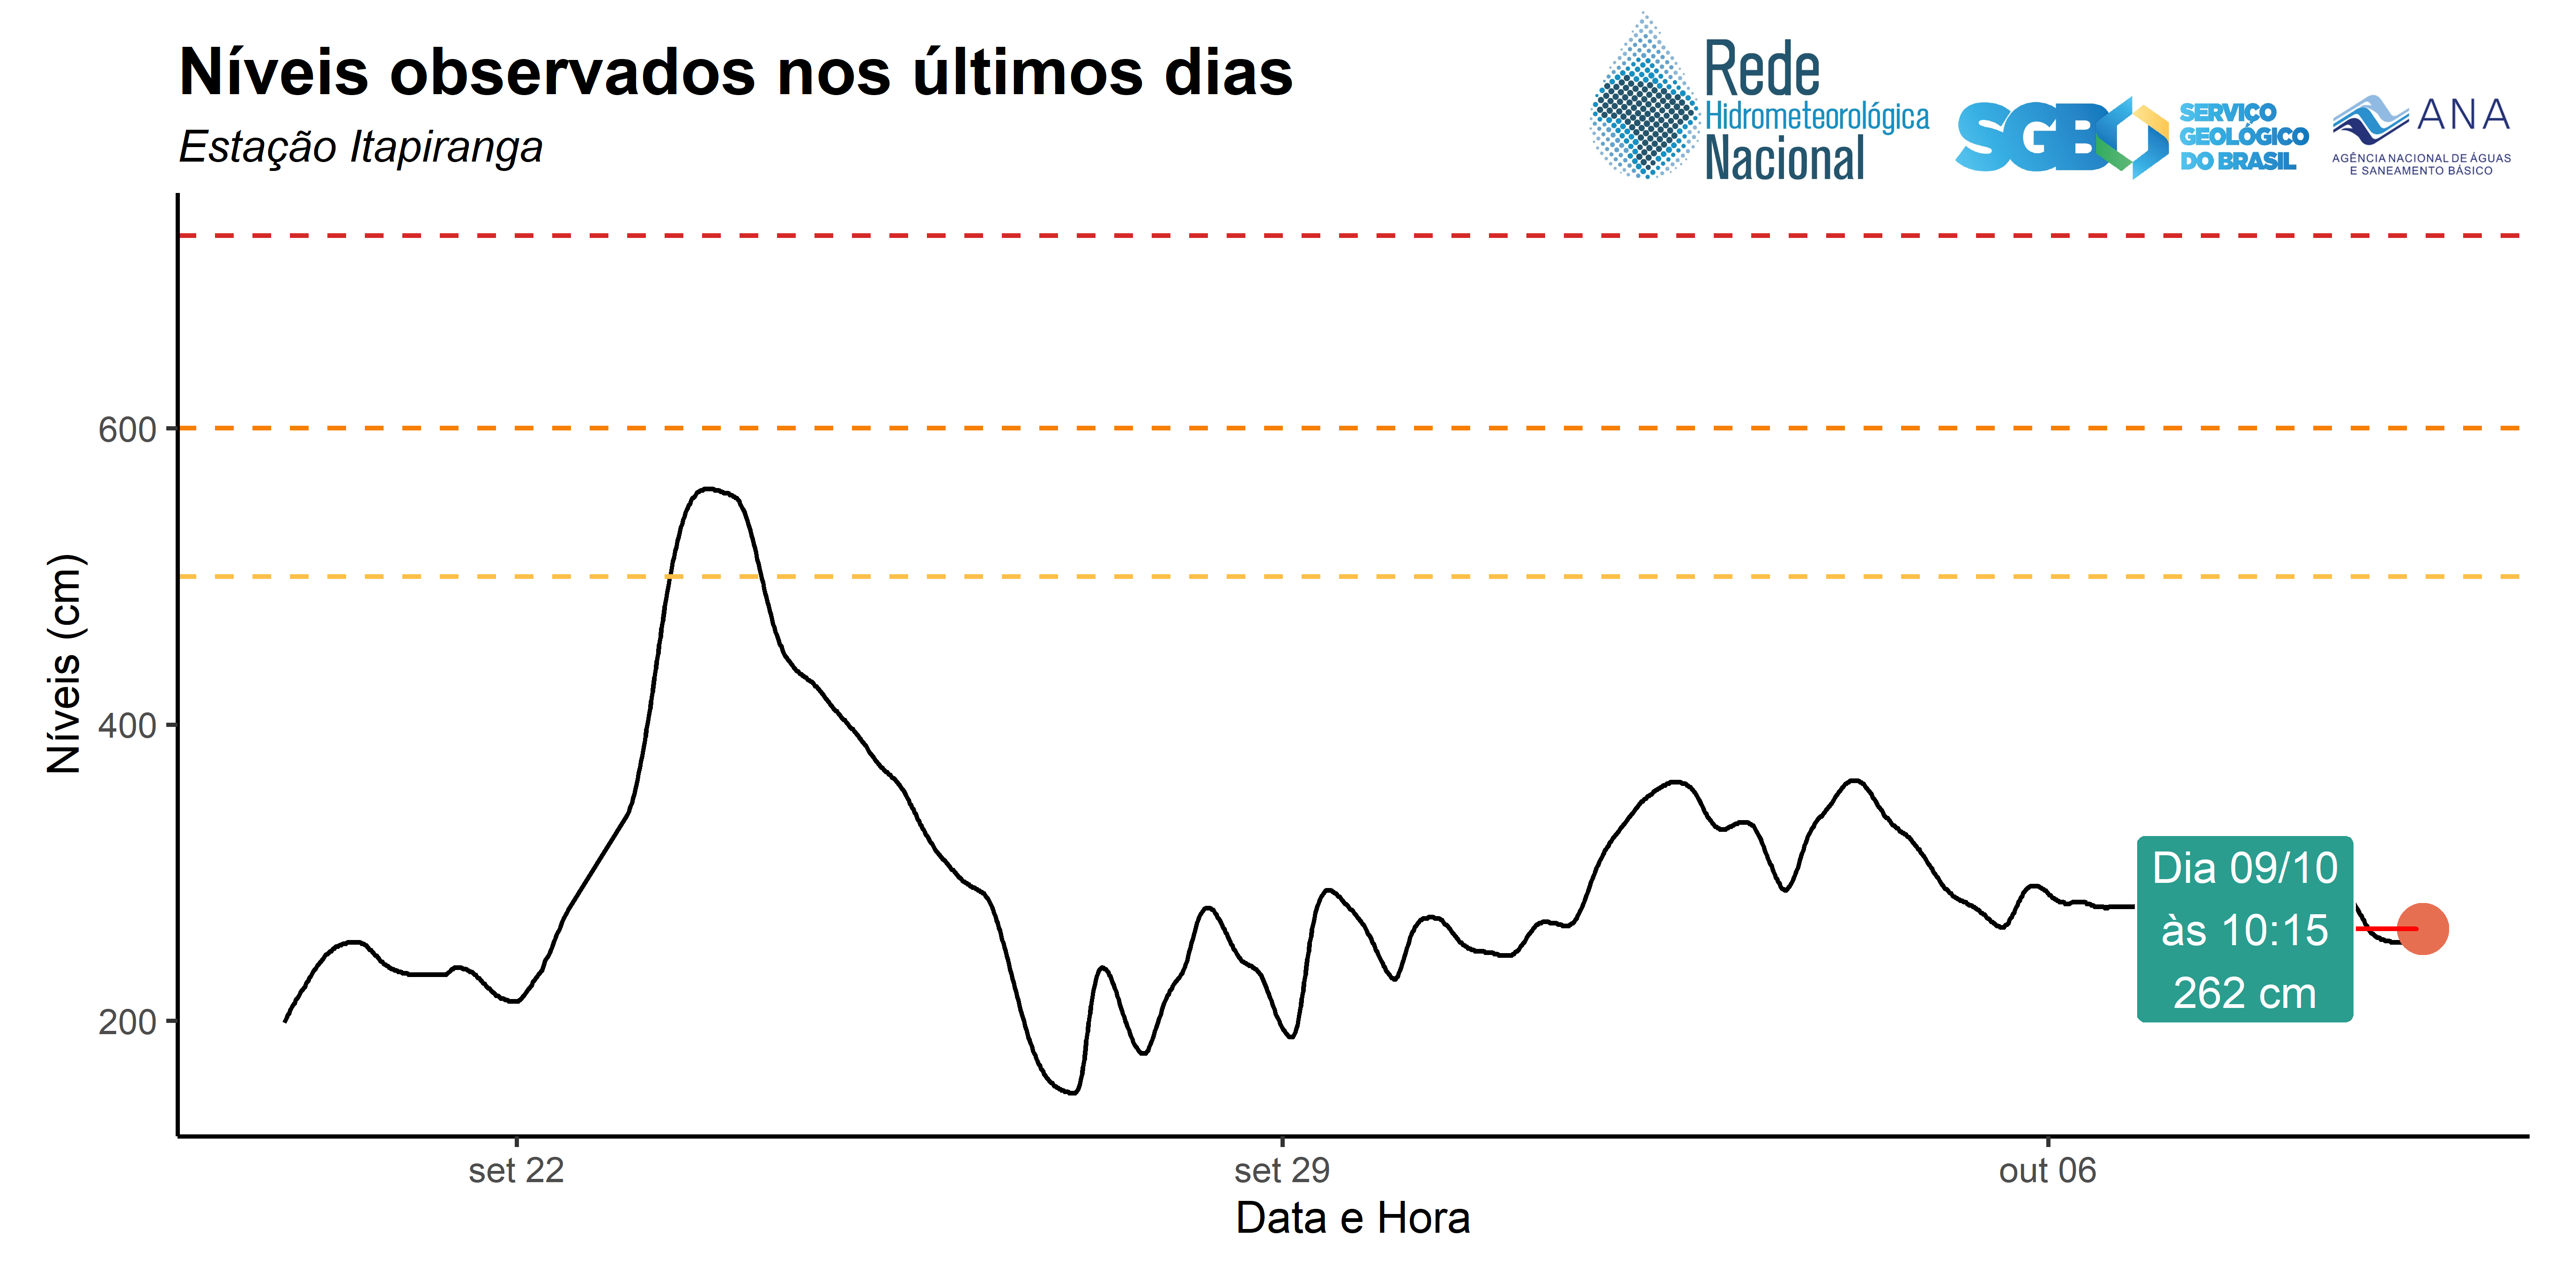 Níveis observados nos últimos dias
Estação Itapiranga
Rede
Hidrometeorológica
Nacional
SGB
SERVIÇO
GEOLÓGICO
DO BRASIL
ANA
AGÊNCIA NACIONAL DE ÁGUAS
E SANEAMENTO BÁSICO
Níveis (cm)
600
400
200
Dia 09/10
às 10:15
262 cm
set 22
set 29
out 06
Data e Hora